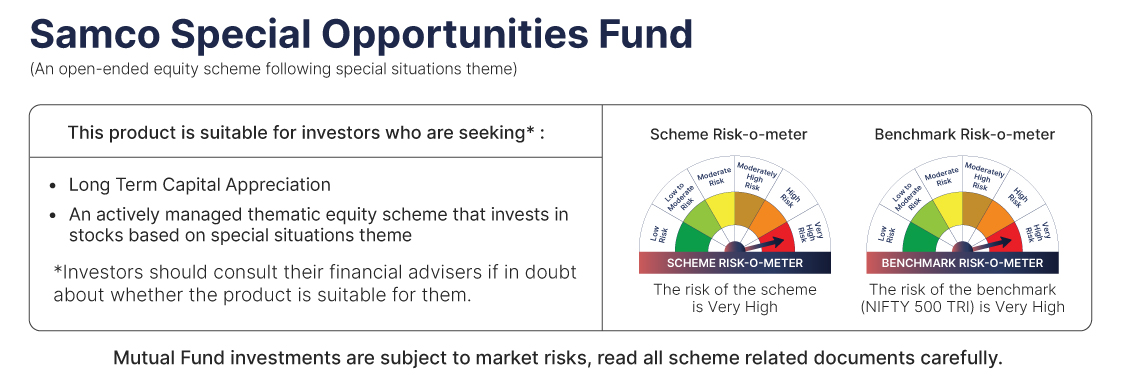 Samco Special Opportunities Fund
(An open-ended equity scheme following special situations theme)
This product is suitable for investors who are seeking* :
• Long Term Capital Appreciation
• An actively managed thematic equity scheme that invests in
stocks based on special situations theme
*Investors should consult their financial advisers if in doubt
about whether the product is suitable for them.
Scheme Risk-o-meter
Low Risk
Low to Moderate Risk
Moderate Risk
Moderately High Risk
High Risk
Very High Risk
SCHEME RISK-O-METER
The risk of the scheme
is Very High
Benchmark Risk-o-meter
Low Risk
Low to Moderate Risk
Moderate Risk
Moderately High Risk
High Risk
Very High Risk
BENCHMARK RISK-O-METER
The risk of the benchmark
(NIFTY 500 TRI) is Very High
Mutual Fund investments are subject to market risks, read all scheme related documents carefully.